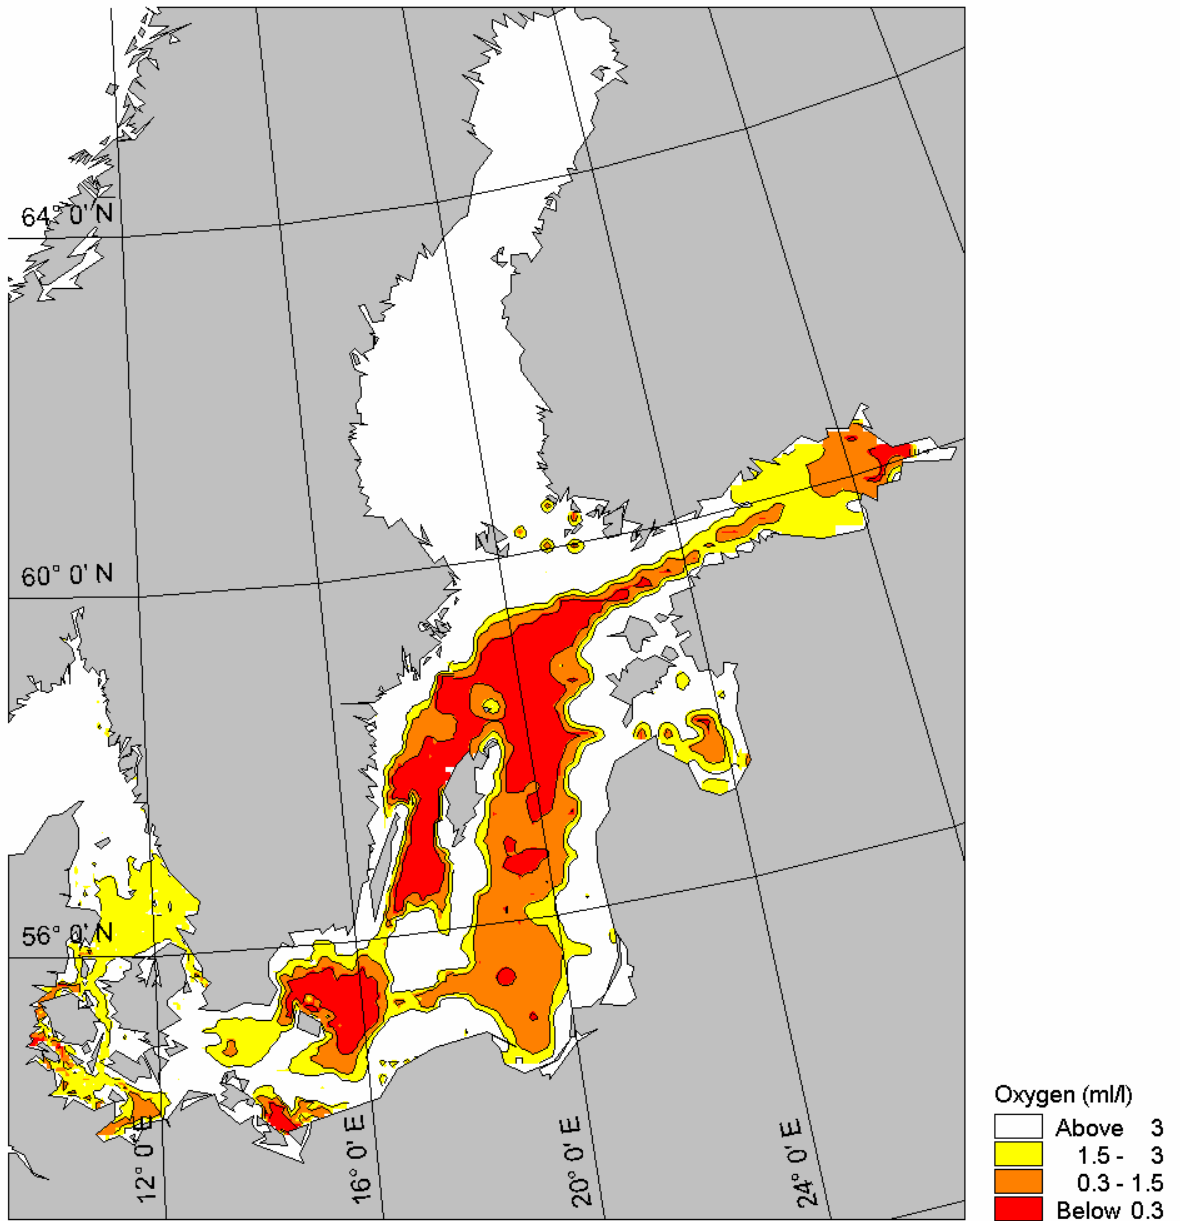 64° 0' N
60° 0' N
56° 0' N
12° 0' E
16° 0' E
20° 0' E
24° 0' E
Oxygen (ml/l)
Above 3
1.5 - 3
0.3 - 1.5
Below 0.3